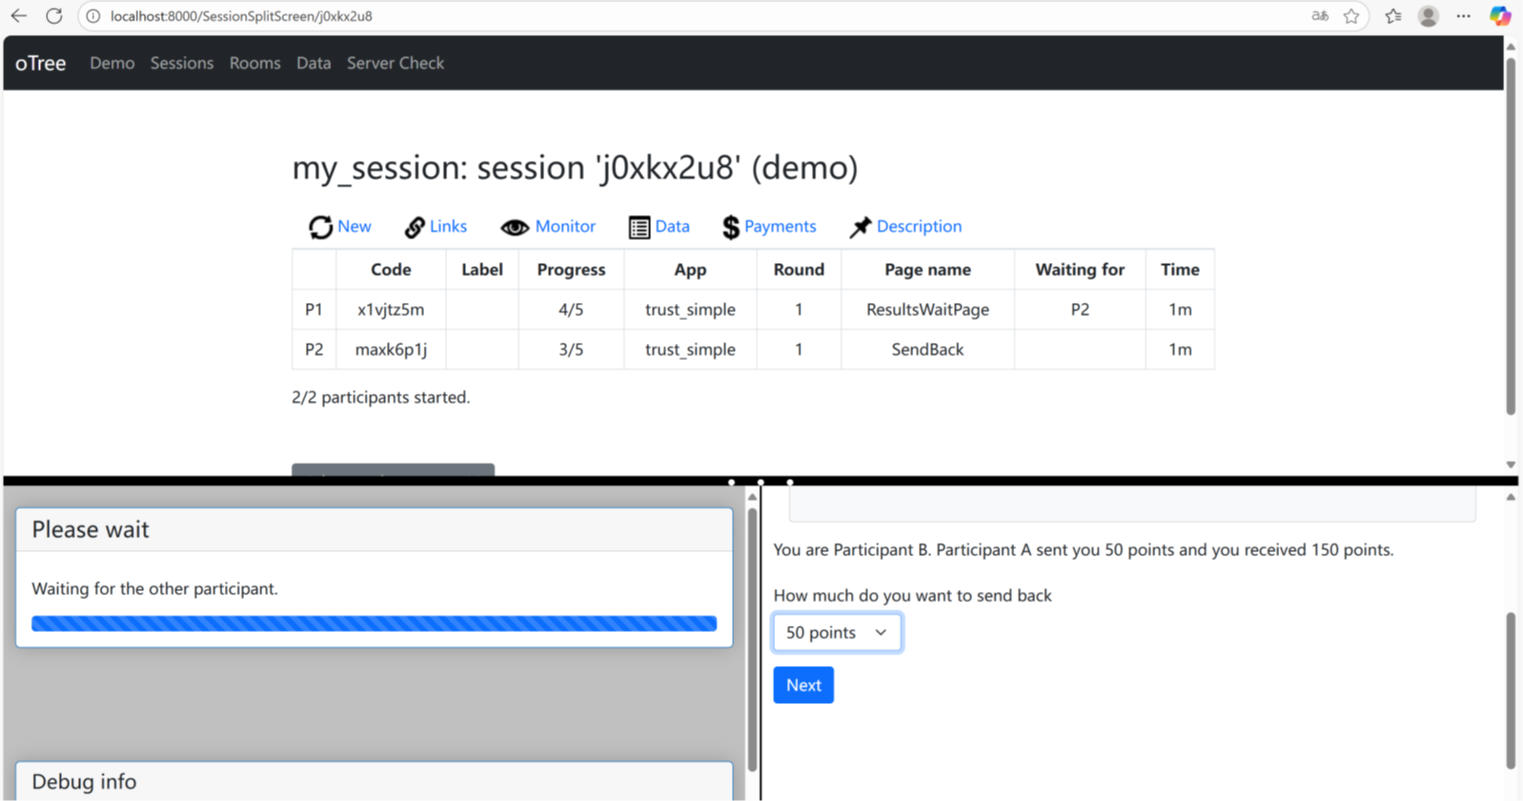 localhost:8000/SessionSplitScreen/j0xkx2u8
oTree Demo Sessions Rooms Data Server Check
my_session: session 'j0xkx2u8' (demo)
New Links Monitor Data Payments Description
Code Label Progress App Round Page name Waiting for Time
P1 x1vjtz5m 4/5 trust_simple 1 ResultsWaitPage P2 1m
P2 maxk6p1j 3/5 trust_simple 1 SendBack 1m
2/2 participants started.
Please wait
Waiting for the other participant.
Debug info
You are Participant B. Participant A sent you 50 points and you received 150 points.
How much do you want to send back
50 points
Next